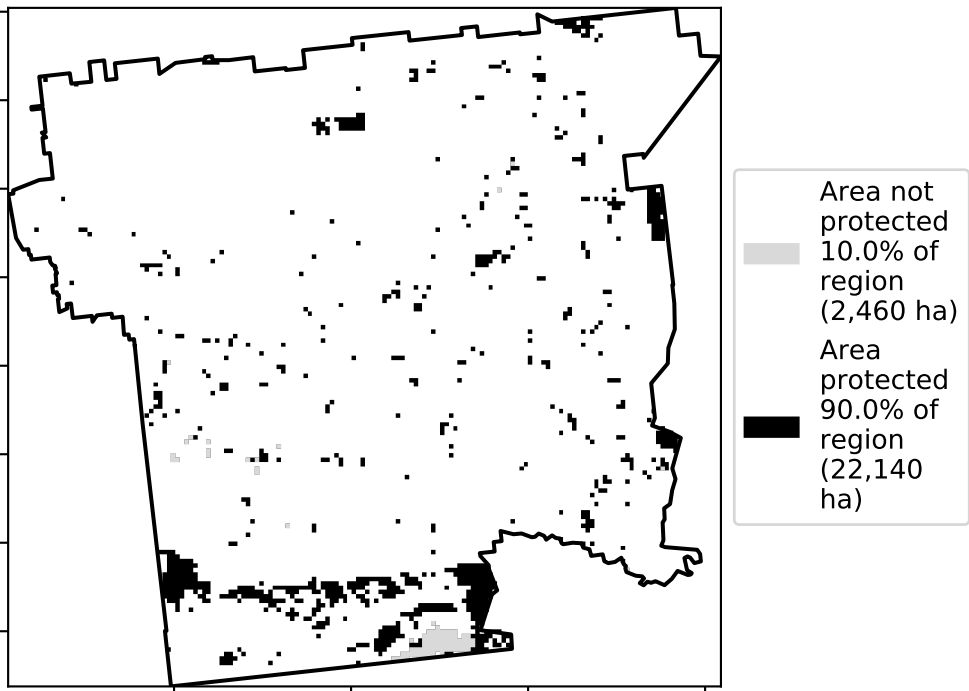 Area not
protected
10.0% of
region
(2,460 ha)
Area
protected
90.0% of
region
(22,140
ha)